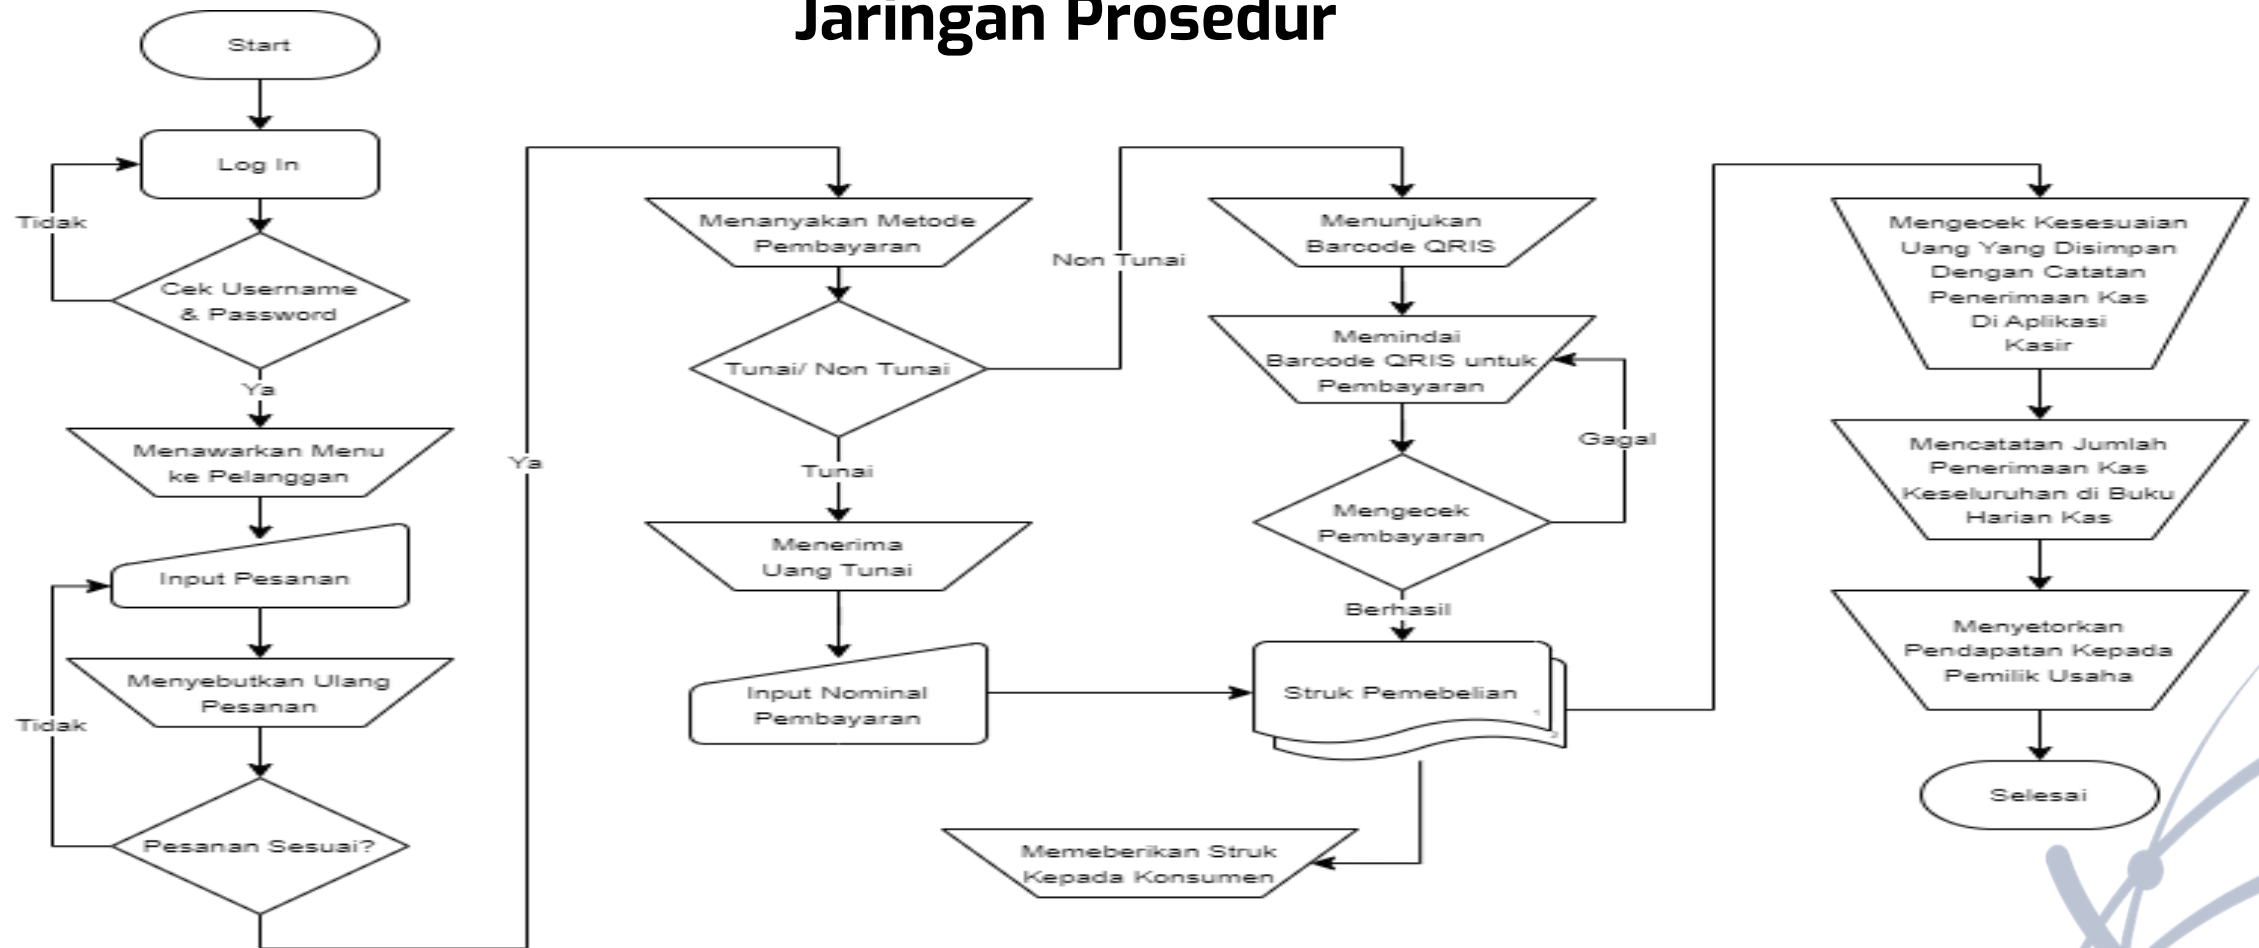 Jaringan Prosedur
Start
Log In
Tidak
Cek Username
& Password
Ya
Menawarkan Menu
ke Pelanggan
Input Pesanan
Menyebutkan Ulang
Pesanan
Tidak
Pesanan Sesuai?
Ya
Menanyakan Metode
Pembayaran
Tunai/ Non Tunai
Non Tunai
Tunai
Menerima
Uang Tunai
Input Nominal
Pembayaran
Menunjukan
Barcode QRIS
Memindai
Barcode QRIS untuk
Pembayaran
Gagal
Mengecek
Pembayaran
Berhasil
Struk Pemebelian
Memeberikan Struk
Kepada Konsumen
Mengecek Kesesuaian
Uang Yang Disimpan
Dengan Catatan
Penerimaan Kas
Di Aplikasi
Kasir
Mencatatan Jumlah
Penerimaan Kas
Keseluruhan di Buku
Harian Kas
Menyetorkan
Pendapatan Kepada
Pemilik Usaha
Selesai